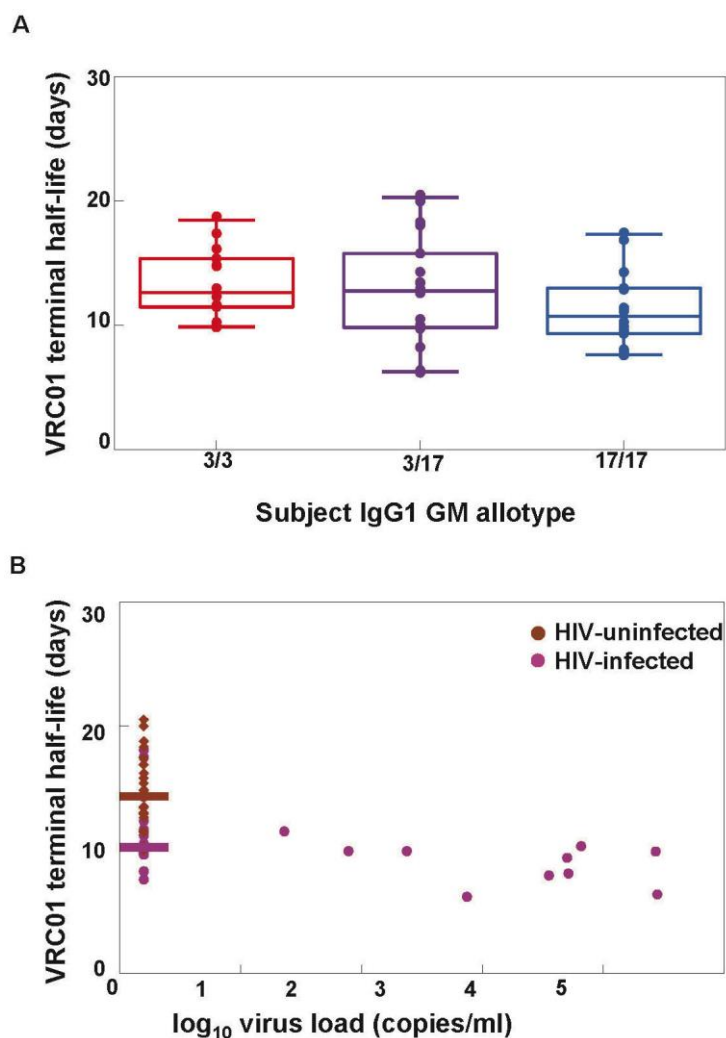 A
30
20
10
0
VRC01 terminal half-life (days)
3/3 3/17 17/17
Subject IgG1 GM allotype
B
30
20
10
0
VRC01 terminal half-life (days)
HIV-uninfected
HIV-infected
0 1 2 3 4 5
log₁₀ virus load (copies/ml)